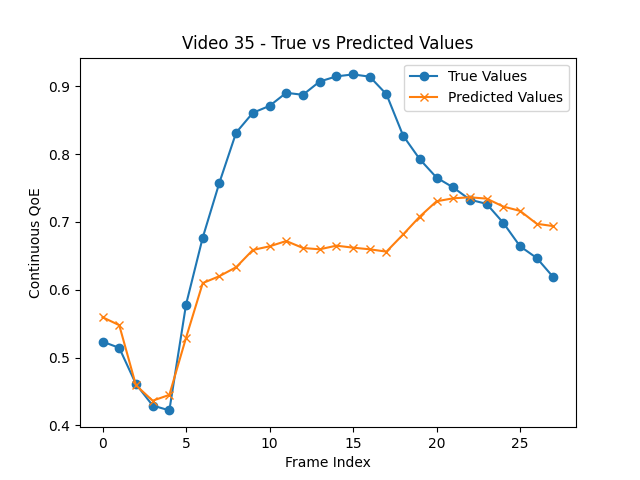 Video 35 - True vs Predicted Values
True Values
Predicted Values
Continuous QoE
0.9
0.8
0.7
0.6
0.5
0.4
0 5 10 15 20 25
Frame Index